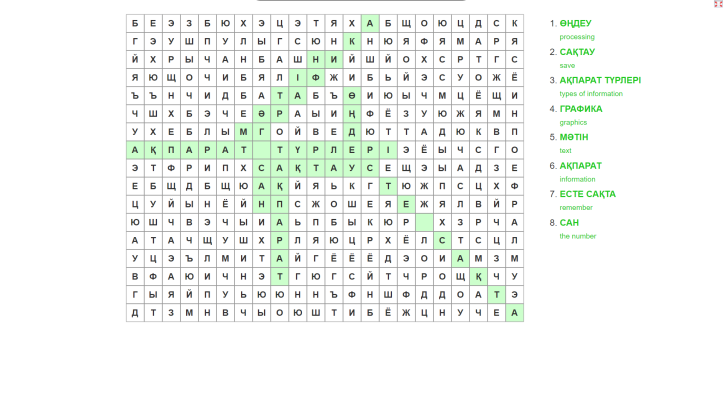 Б Е Э З Б Ю Х Э Ц Э Т Я Х А Б Щ О Ю Ц Д С К
Г Э У Ш П У Л Ы Г С Ю Н К Н Ю Я Ф Я М А Р Я
Й Х Р Ы Ч А Н Б А Ш Н И Й Ш Й О Х С Р Т Г С
Я Ю Щ О Ч И Б Я Л І Ф Ж И Б Ь Й Э С У О Ж Ё
Ъ Ъ Н Ч И Д Б А Т А Б Ъ Ө И Ю Ы Ч М Ц Ё Щ И
Ч Ш Х Б Э Ч Е Ә Р А Ы И Ң Ф Ё З У Ю Ж Я М Н
У Х Е Б Л Ы М Г О Й В Е Д Ю Т Т А Д Ю К В П
А Қ П А Р А Т Т Ү Р Л Е Р І Э Ё Ы Ч С Г О
Э Т Ф Р И П Х С А Қ Т А У С Е Щ Э Ы А Д З Е
Е Б Щ Д Б Щ Ю А Қ Й Я Ь К Г Т Ю Ж П С Ц Х Ф
Ц У Й Ы Н Ё Й Н П С Ж О Ш Е Я Е Ж Я Л В Й Р
Ю Ш Ч В Э Ч Ы И А Ь П Б Ы К Ю Р Х З Р Ч А
А Т А Ч Щ У Ш Х Р Л Я Ю Ц Р Х Ё Л С Т С Ц Л
У Ц Э Ъ Л М И Т А Й Г Ё Ё Ё Д Э О И А М З М
В Ф А Ю И Ч Н Э Т Г Ю Г С Й Т Ч Р О Щ Қ Ч У
Г Ы Я Й П У Ь Ю Ю Н Н Ъ Ф Н Ш Ф Д Д О А Т Э
Д Т З М Н В Ч Ы О Ю Ш Т И Б Ё Ж Ц Н У Ч Е А
1. ӨҢДЕУ
processing
2. САҚТАУ
save
3. АҚПАРАТ ТҮРЛЕРІ
types of information
4. ГРАФИКА
graphics
5. МӘТІН
text
6. АҚПАРАТ
information
7. ЕСТЕ САҚТА
remember
8. САН
the number